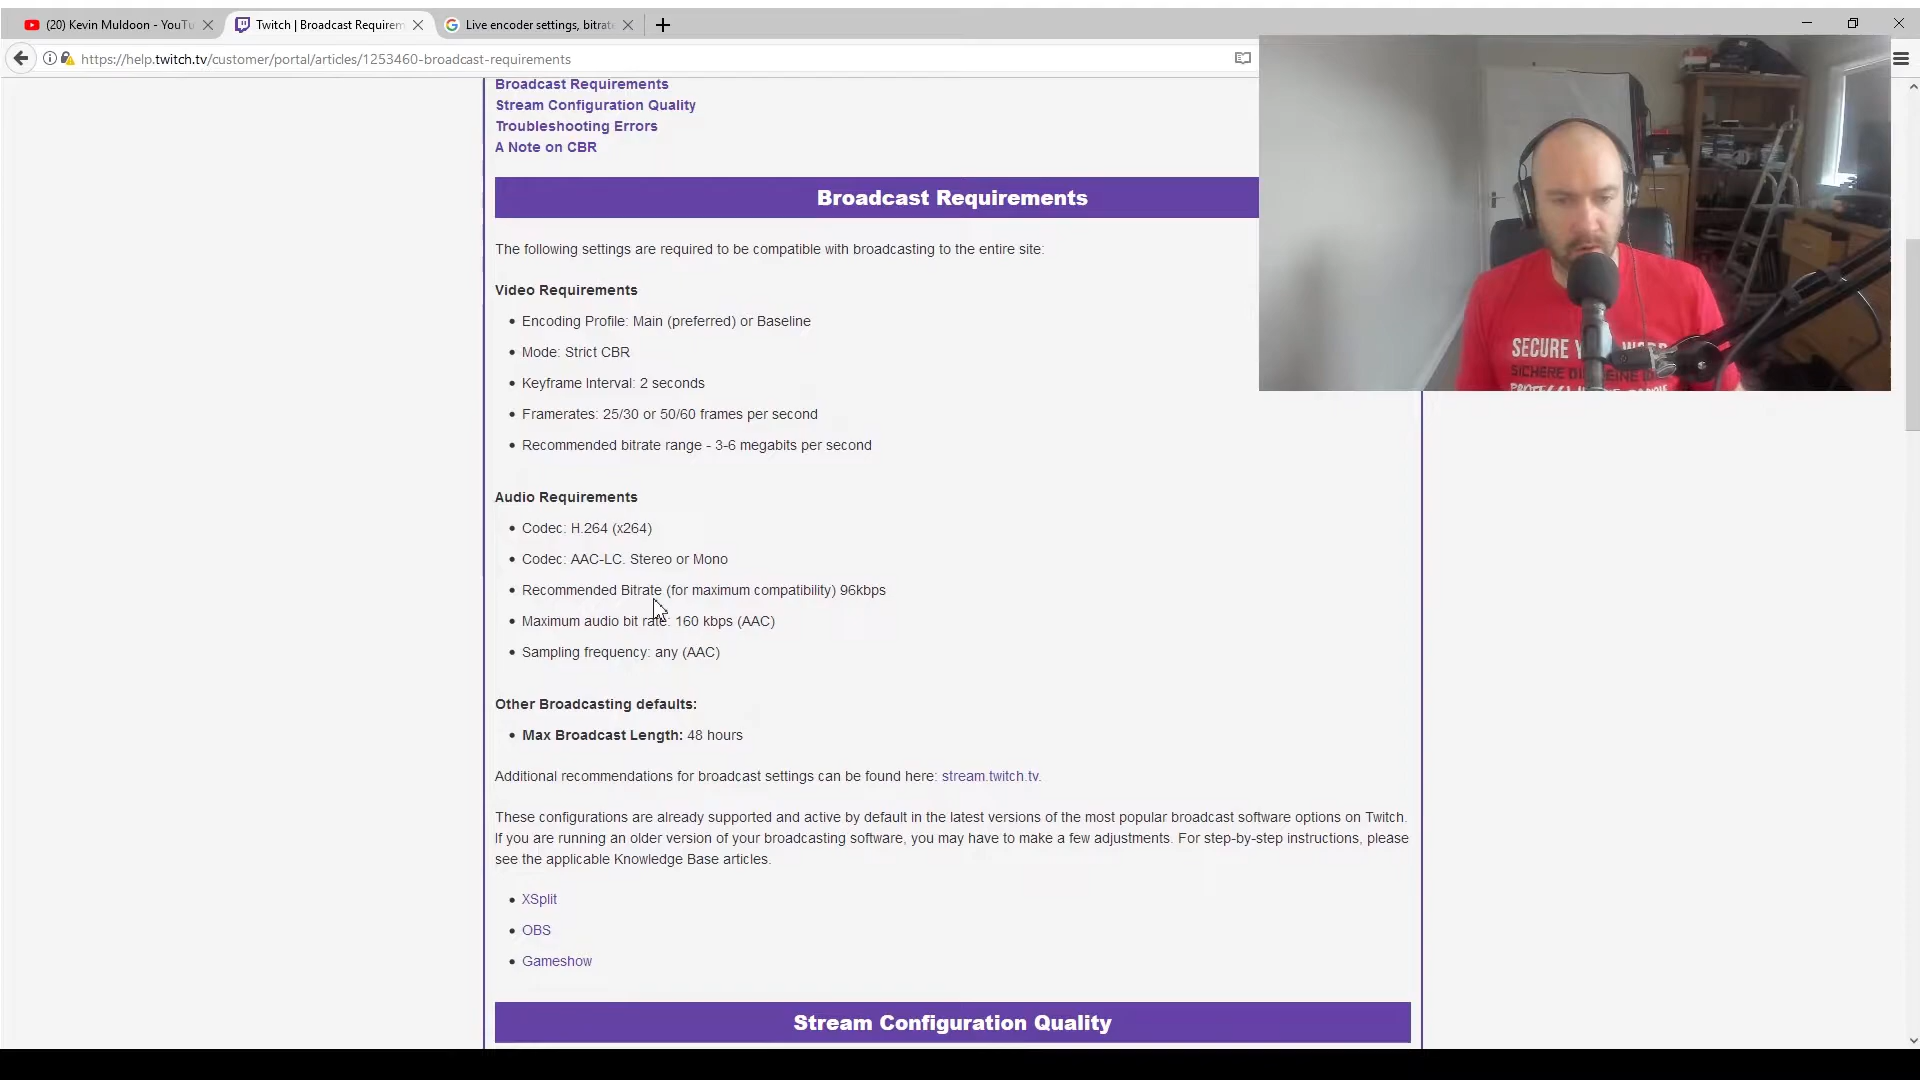 (20) Kevin Muldoon - YouTu
Twitch | Broadcast Requirem
Live encoder settings, bitrate
https://help.twitch.tv/customer/portal/articles/1253460-broadcast-requirements
Broadcast Requirements
Stream Configuration Quality
Troubleshooting Errors
A Note on CBR
Broadcast Requirements
The following settings are required to be compatible with broadcasting to the entire site:
Video Requirements
Encoding Profile: Main (preferred) or Baseline
Mode: Strict CBR
Keyframe Interval: 2 seconds
Framerates: 25/30 or 50/60 frames per second
Recommended bitrate range - 3-6 megabits per second
Audio Requirements
Codec: H.264 (x264)
Codec: AAC-LC. Stereo or Mono
Recommended Bitrate (for maximum compatibility) 96kbps
Maximum audio bit rate: 160 kbps (AAC)
Sampling frequency: any (AAC)
Other Broadcasting defaults:
Max Broadcast Length: 48 hours
Additional recommendations for broadcast settings can be found here: stream.twitch.tv.
These configurations are already supported and active by default in the latest versions of the most popular broadcast software options on Twitch.
If you are running an older version of your broadcasting software, you may have to make a few adjustments. For step-by-step instructions, please
see the applicable Knowledge Base articles.
XSplit
OBS
Gameshow
Stream Configuration Quality
SECURE
SICHERE